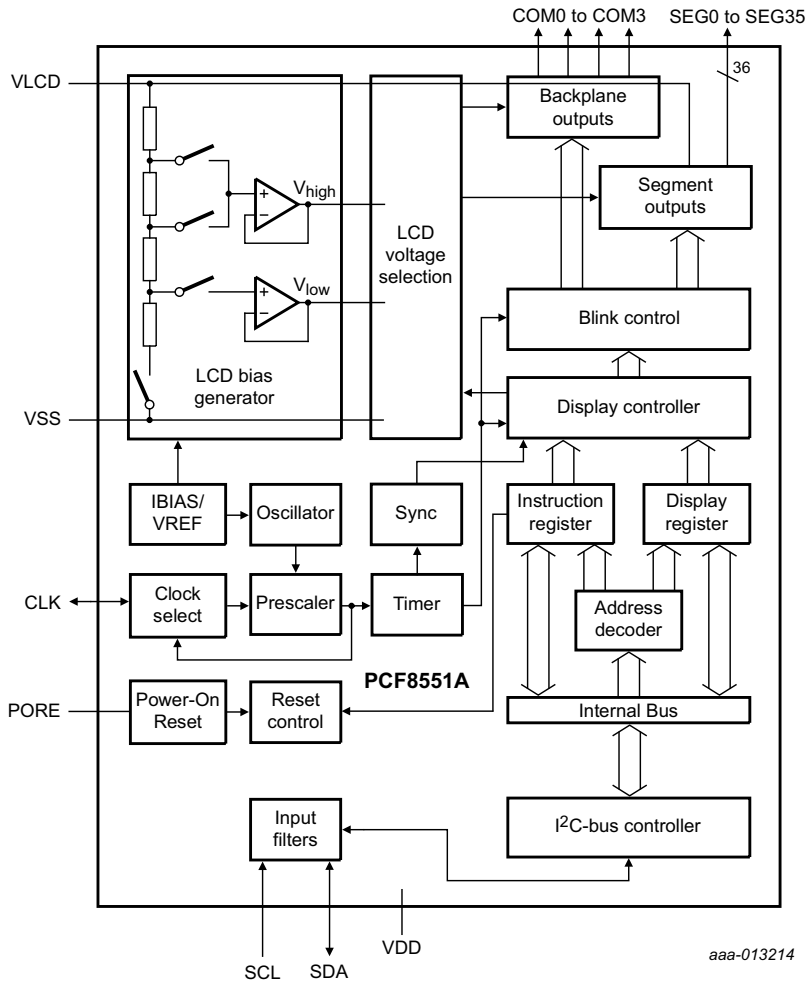 COM0 to COM3
SEG0 to SEG35
36
VLCD
Backplane
outputs
Segment
outputs
Vhigh
LCD
voltage
selection
Vlow
Blink control
LCD bias
generator
Display controller
VSS
IBIAS/
VREF
Oscillator
Sync
Instruction
register
Display
register
CLK
Clock
select
Prescaler
Timer
Address
decoder
PCF8551A
PORE
Power-On
Reset
Reset
control
Internal Bus
Input
filters
I2C-bus controller
VDD
SCL
SDA
aaa-013214